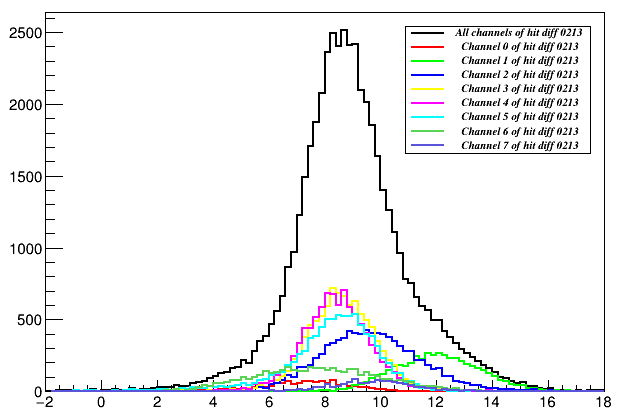 2500
2000
1500
1000
500
0
−2 0 2 4 6 8 10 12 14 16 18
All channels of hit diff 0213
Channel 0 of hit diff 0213
Channel 1 of hit diff 0213
Channel 2 of hit diff 0213
Channel 3 of hit diff 0213
Channel 4 of hit diff 0213
Channel 5 of hit diff 0213
Channel 6 of hit diff 0213
Channel 7 of hit diff 0213